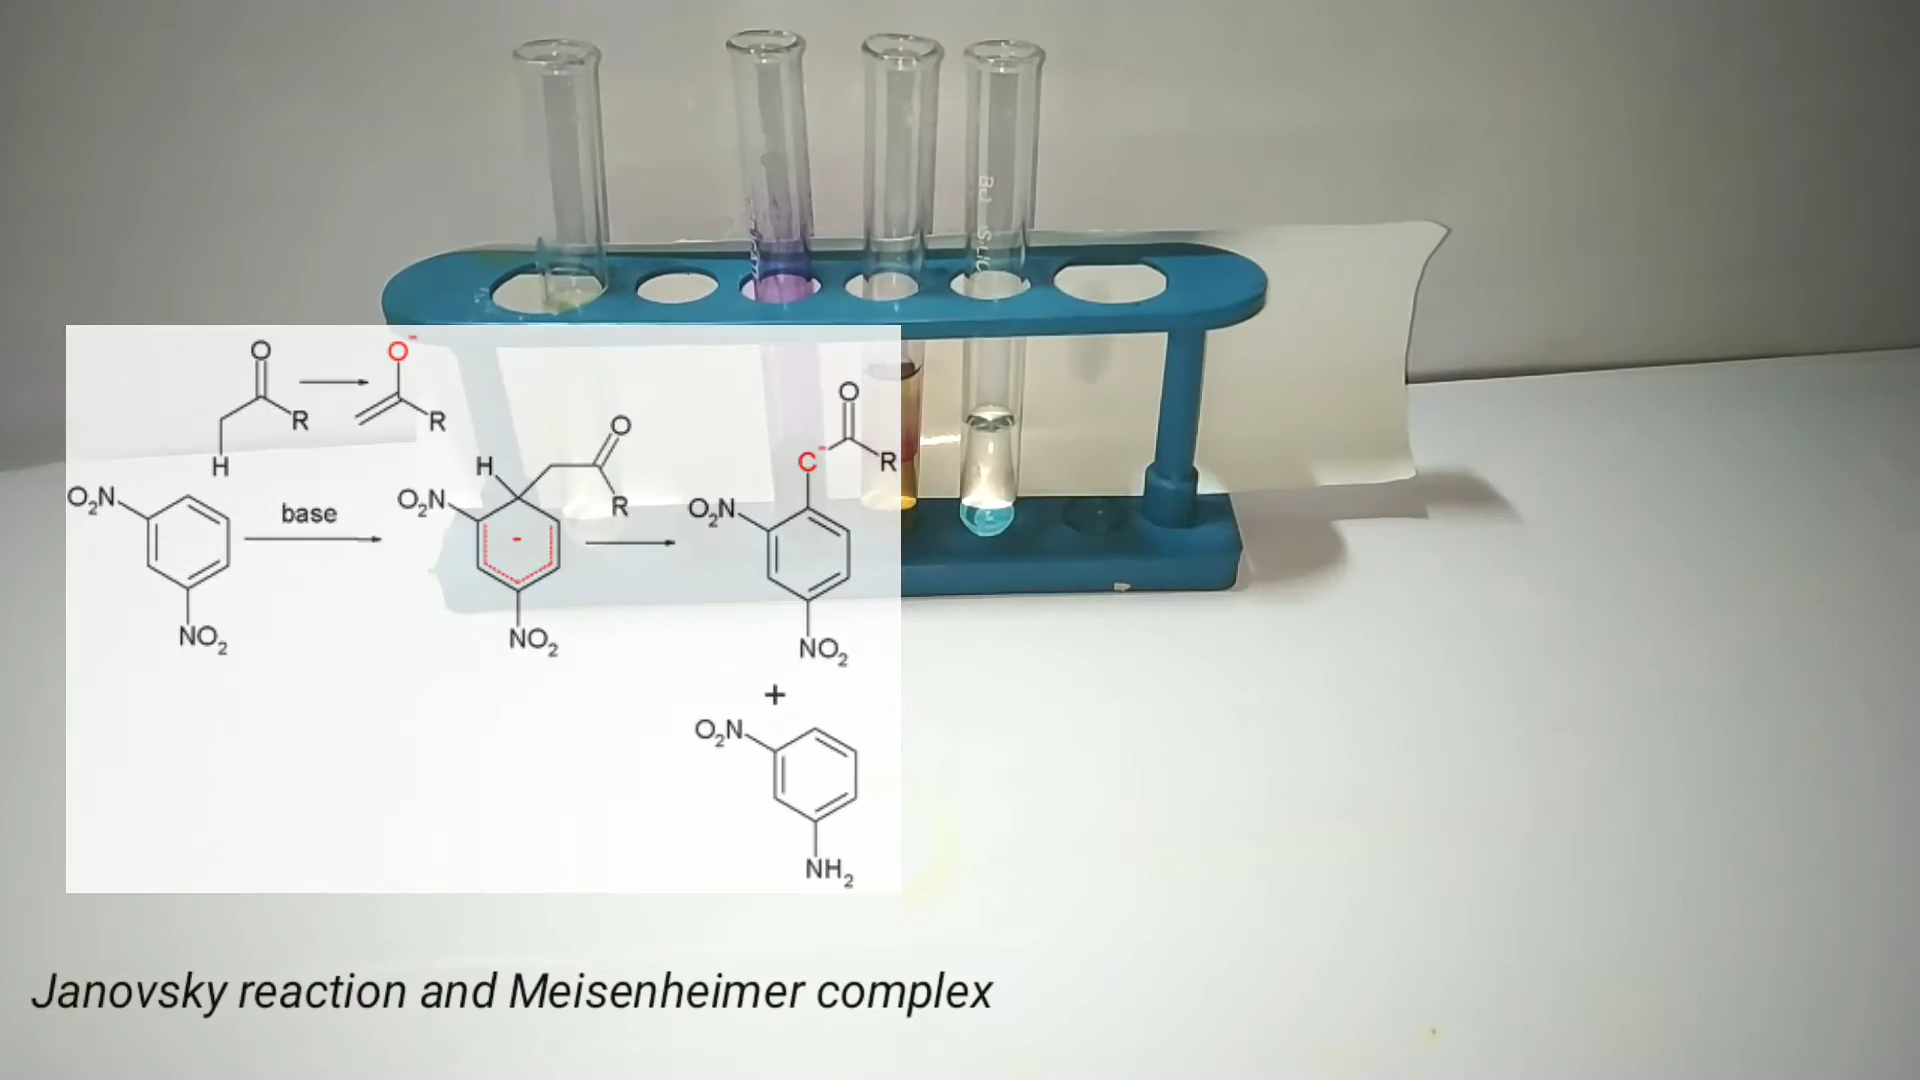 O
O-
R
R
H
O
O
H
C-
R
O₂N
base
O₂N
R
O₂N
-
NO₂
NO₂
NO₂
+
O₂N
NH₂
Janovsky reaction and Meisenheimer complex